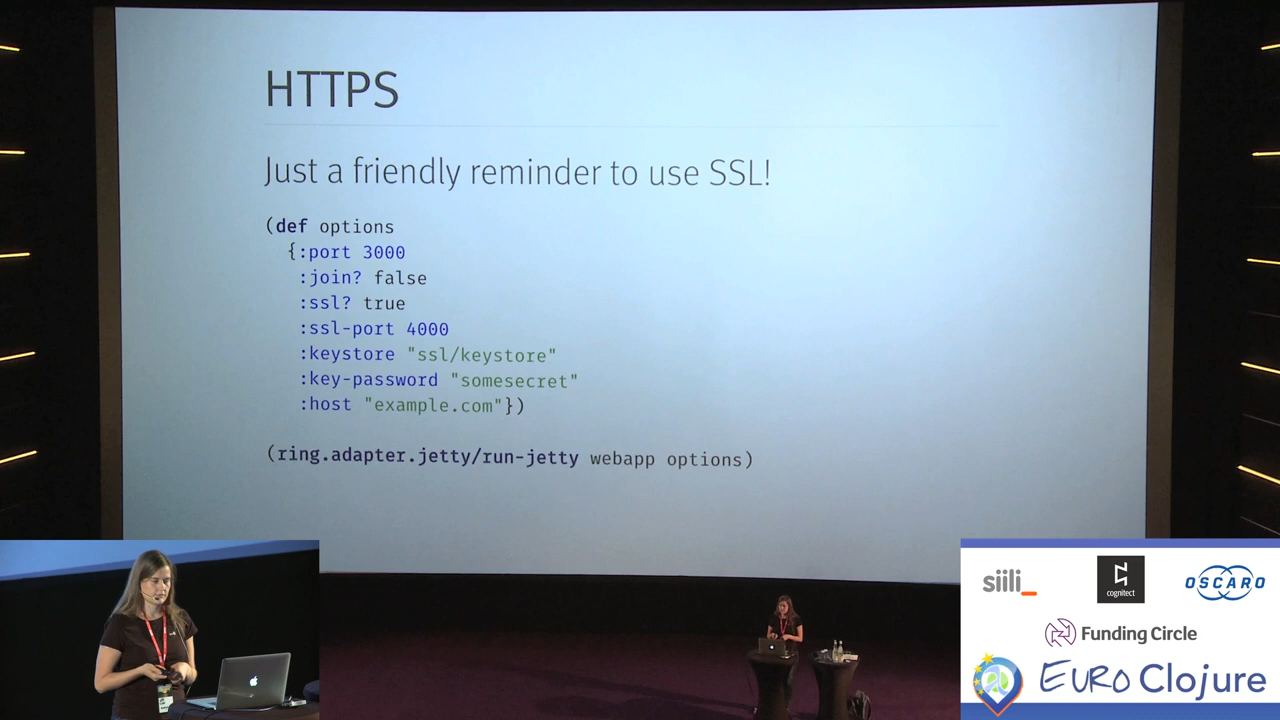 HTTPS
Just a friendly reminder to use SSL!
(def options
{:port 3000
:join? false
:ssl? true
:ssl-port 4000
:keystore "ssl/keystore"
:key-password "somesecret"
:host "example.com"})
(ring.adapter.jetty/run-jetty webapp options)
siili_
cognitect
OSCARO
Funding Circle
EURO Clojure